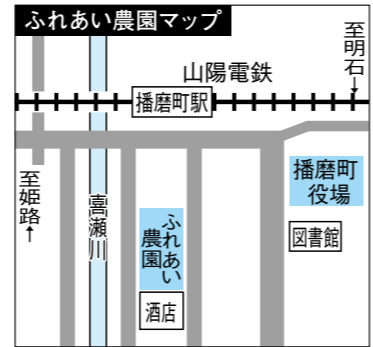 ふれあい農園マップ
至明石→
山陽電鉄
播磨町駅
至姫路→
喜瀬川
ふれあい
農園
酒店
播磨町
役場
図書館